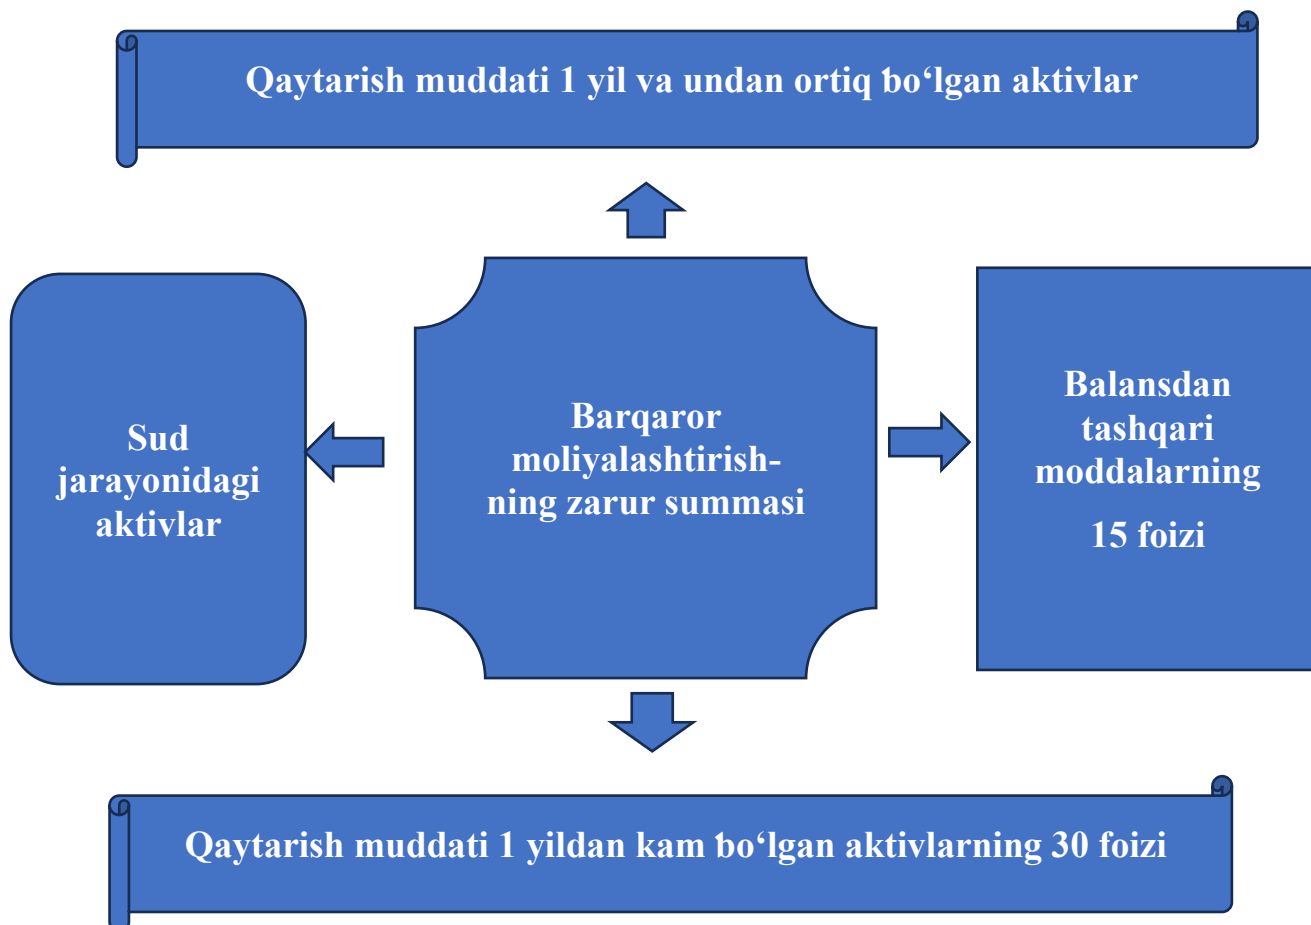 Qaytarish muddati 1 yil va undan ortiq bo‘lgan aktivlar
Sud
jarayonidagi
aktivlar
Barqaror
moliyalashtirish-
ning zarur summasi
Balansdan
tashqari
moddalarning
15 foizi
Qaytarish muddati 1 yildan kam bo‘lgan aktivlarning 30 foizi